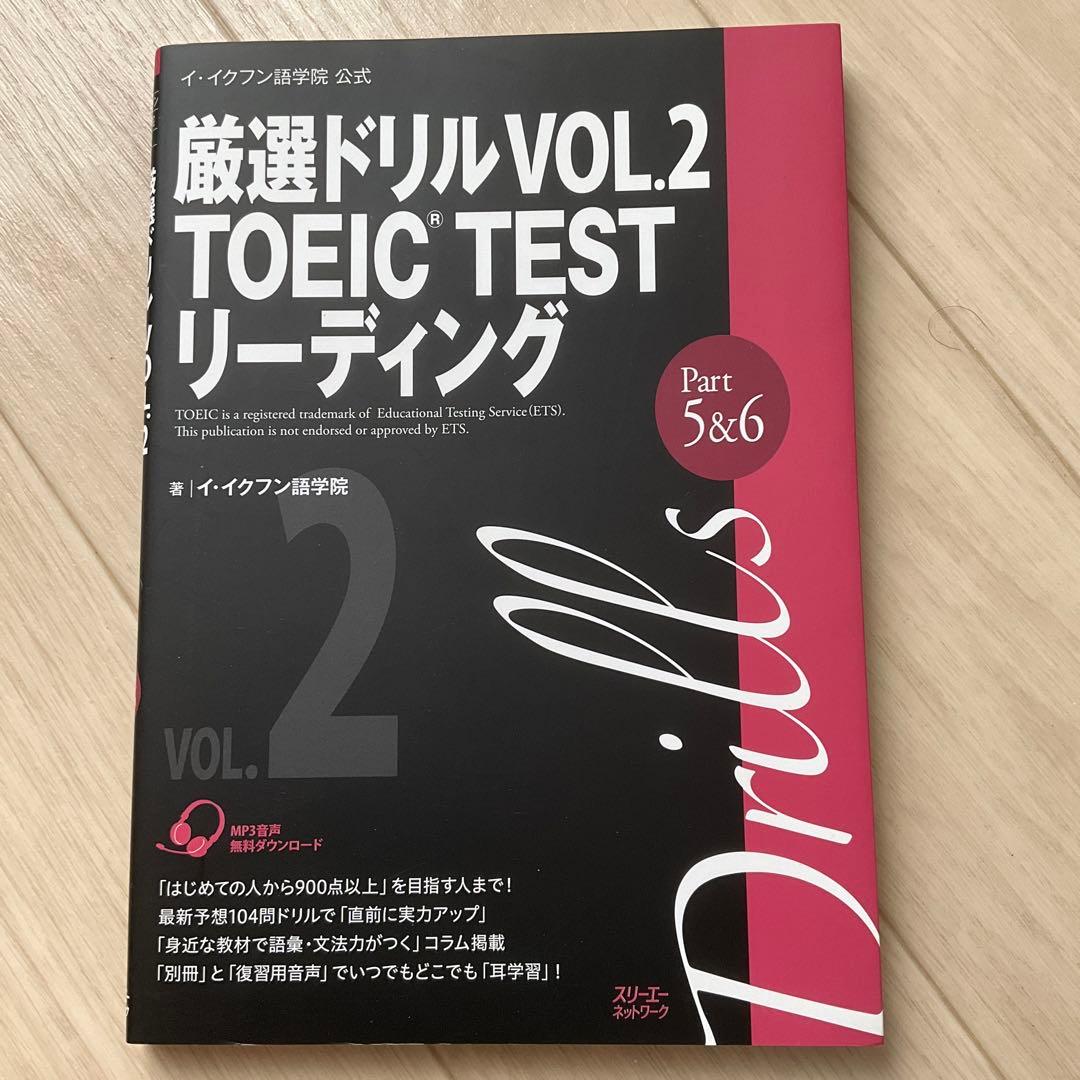 イ・イクフン語学院 公式
厳選ドリル VOL.2
TOEIC® TEST
リーディング
TOEIC is a registered trademark of Educational Testing Service (ETS).
This publication is not endorsed or approved by ETS.
著 | イ・イクフン語学院
Part
5&6
VOL.2
Drills
MP3音声
無料ダウンロード
「はじめての人から900点以上」を目指す人まで!
最新予想104問ドリルで「直前に実力アップ」
「身近な教材で語彙・文法力がつく」コラム掲載
「別冊」と「復習用音声」でいつでもどこでも「耳学習」!
スリーエー
ネットワーク